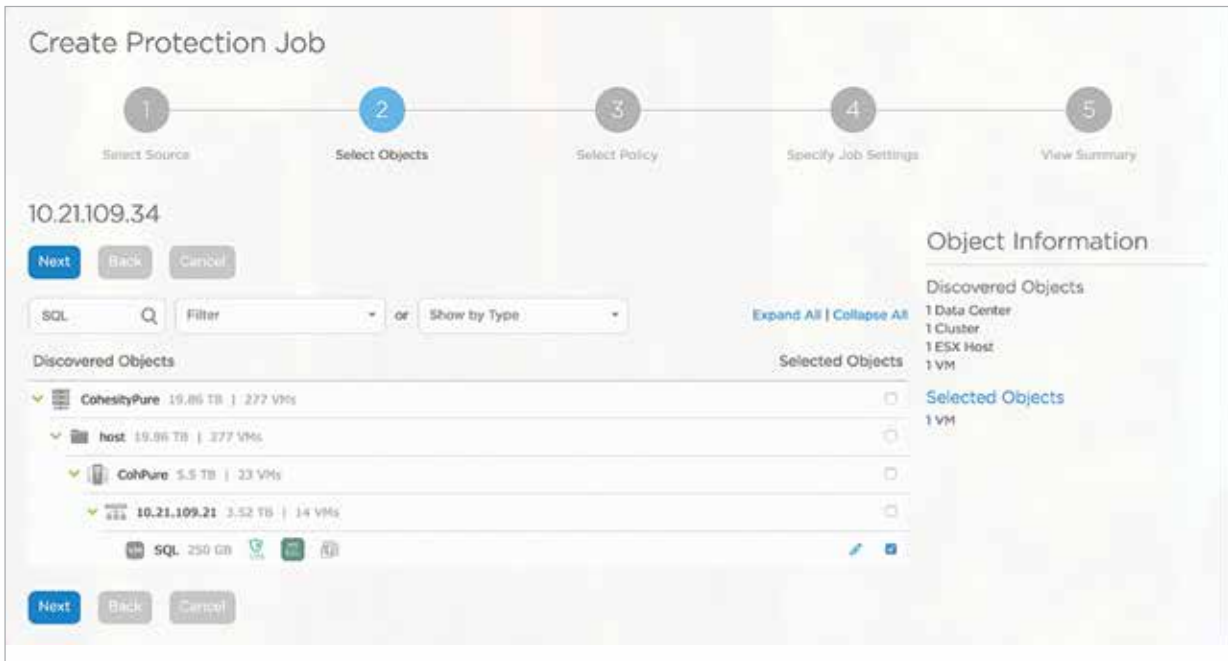 Create Protection Job
1 2 3 4 5
Select Source Select Objects Select Policy Specify Job Settings View Summary
10.21.109.34
Next Back Cancel
SQL Filter or Show by Type Expand All | Collapse All
Discovered Objects Selected Objects
CohesityPure 19.86 TB | 277 VMs
host 19.86 TB | 277 VMs
CohPure 5.5 TB | 23 VMs
10.21.109.21 3.52 TB | 14 VMs
VM SQL 250 GB
Next Back Cancel
Object Information
Discovered Objects
1 Data Center
1 Cluster
1 ESX Host
1 VM
Selected Objects
1 VM